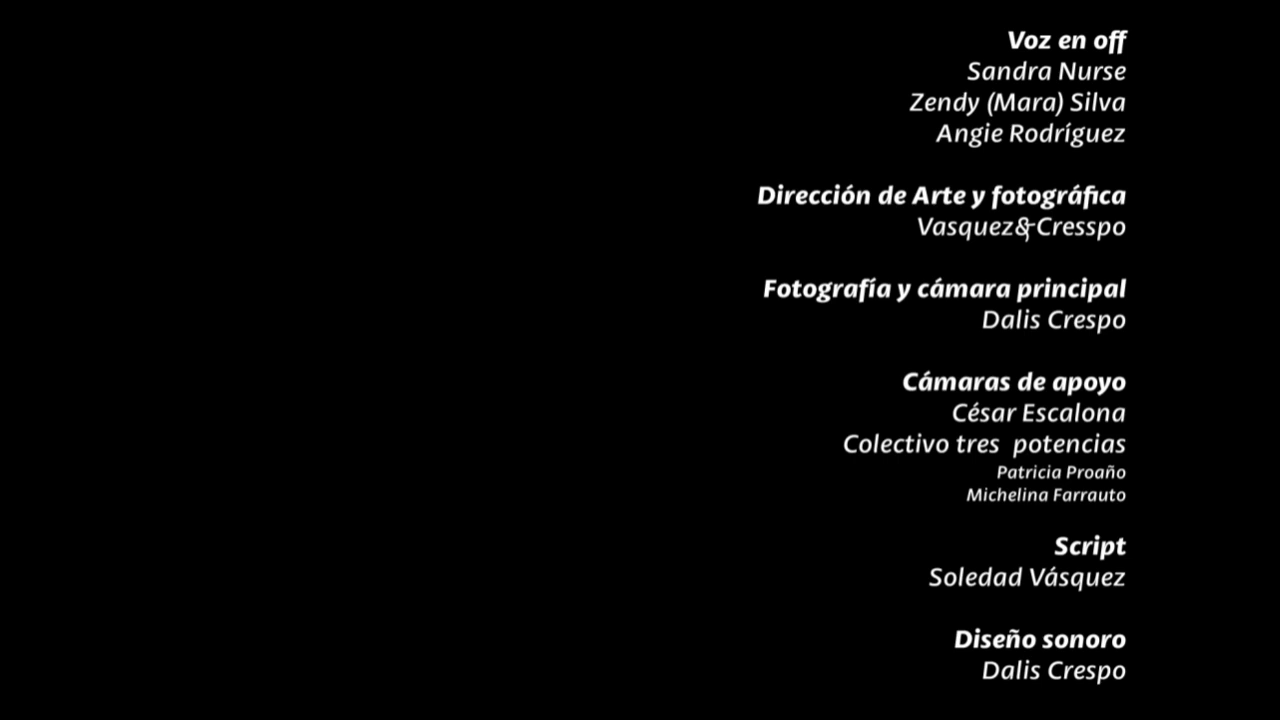 Voz en off
Sandra Nurse
Zendy (Mara) Silva
Angie Rodríguez
Dirección de Arte y fotográfica
Vasquez&Cresspo
Fotografía y cámara principal
Dalis Crespo
Cámaras de apoyo
César Escalona
Colectivo tres  potencias
Patricia Proaño
Michelina Farrauto
Script
Soledad Vásquez
Diseño sonoro
Dalis Crespo